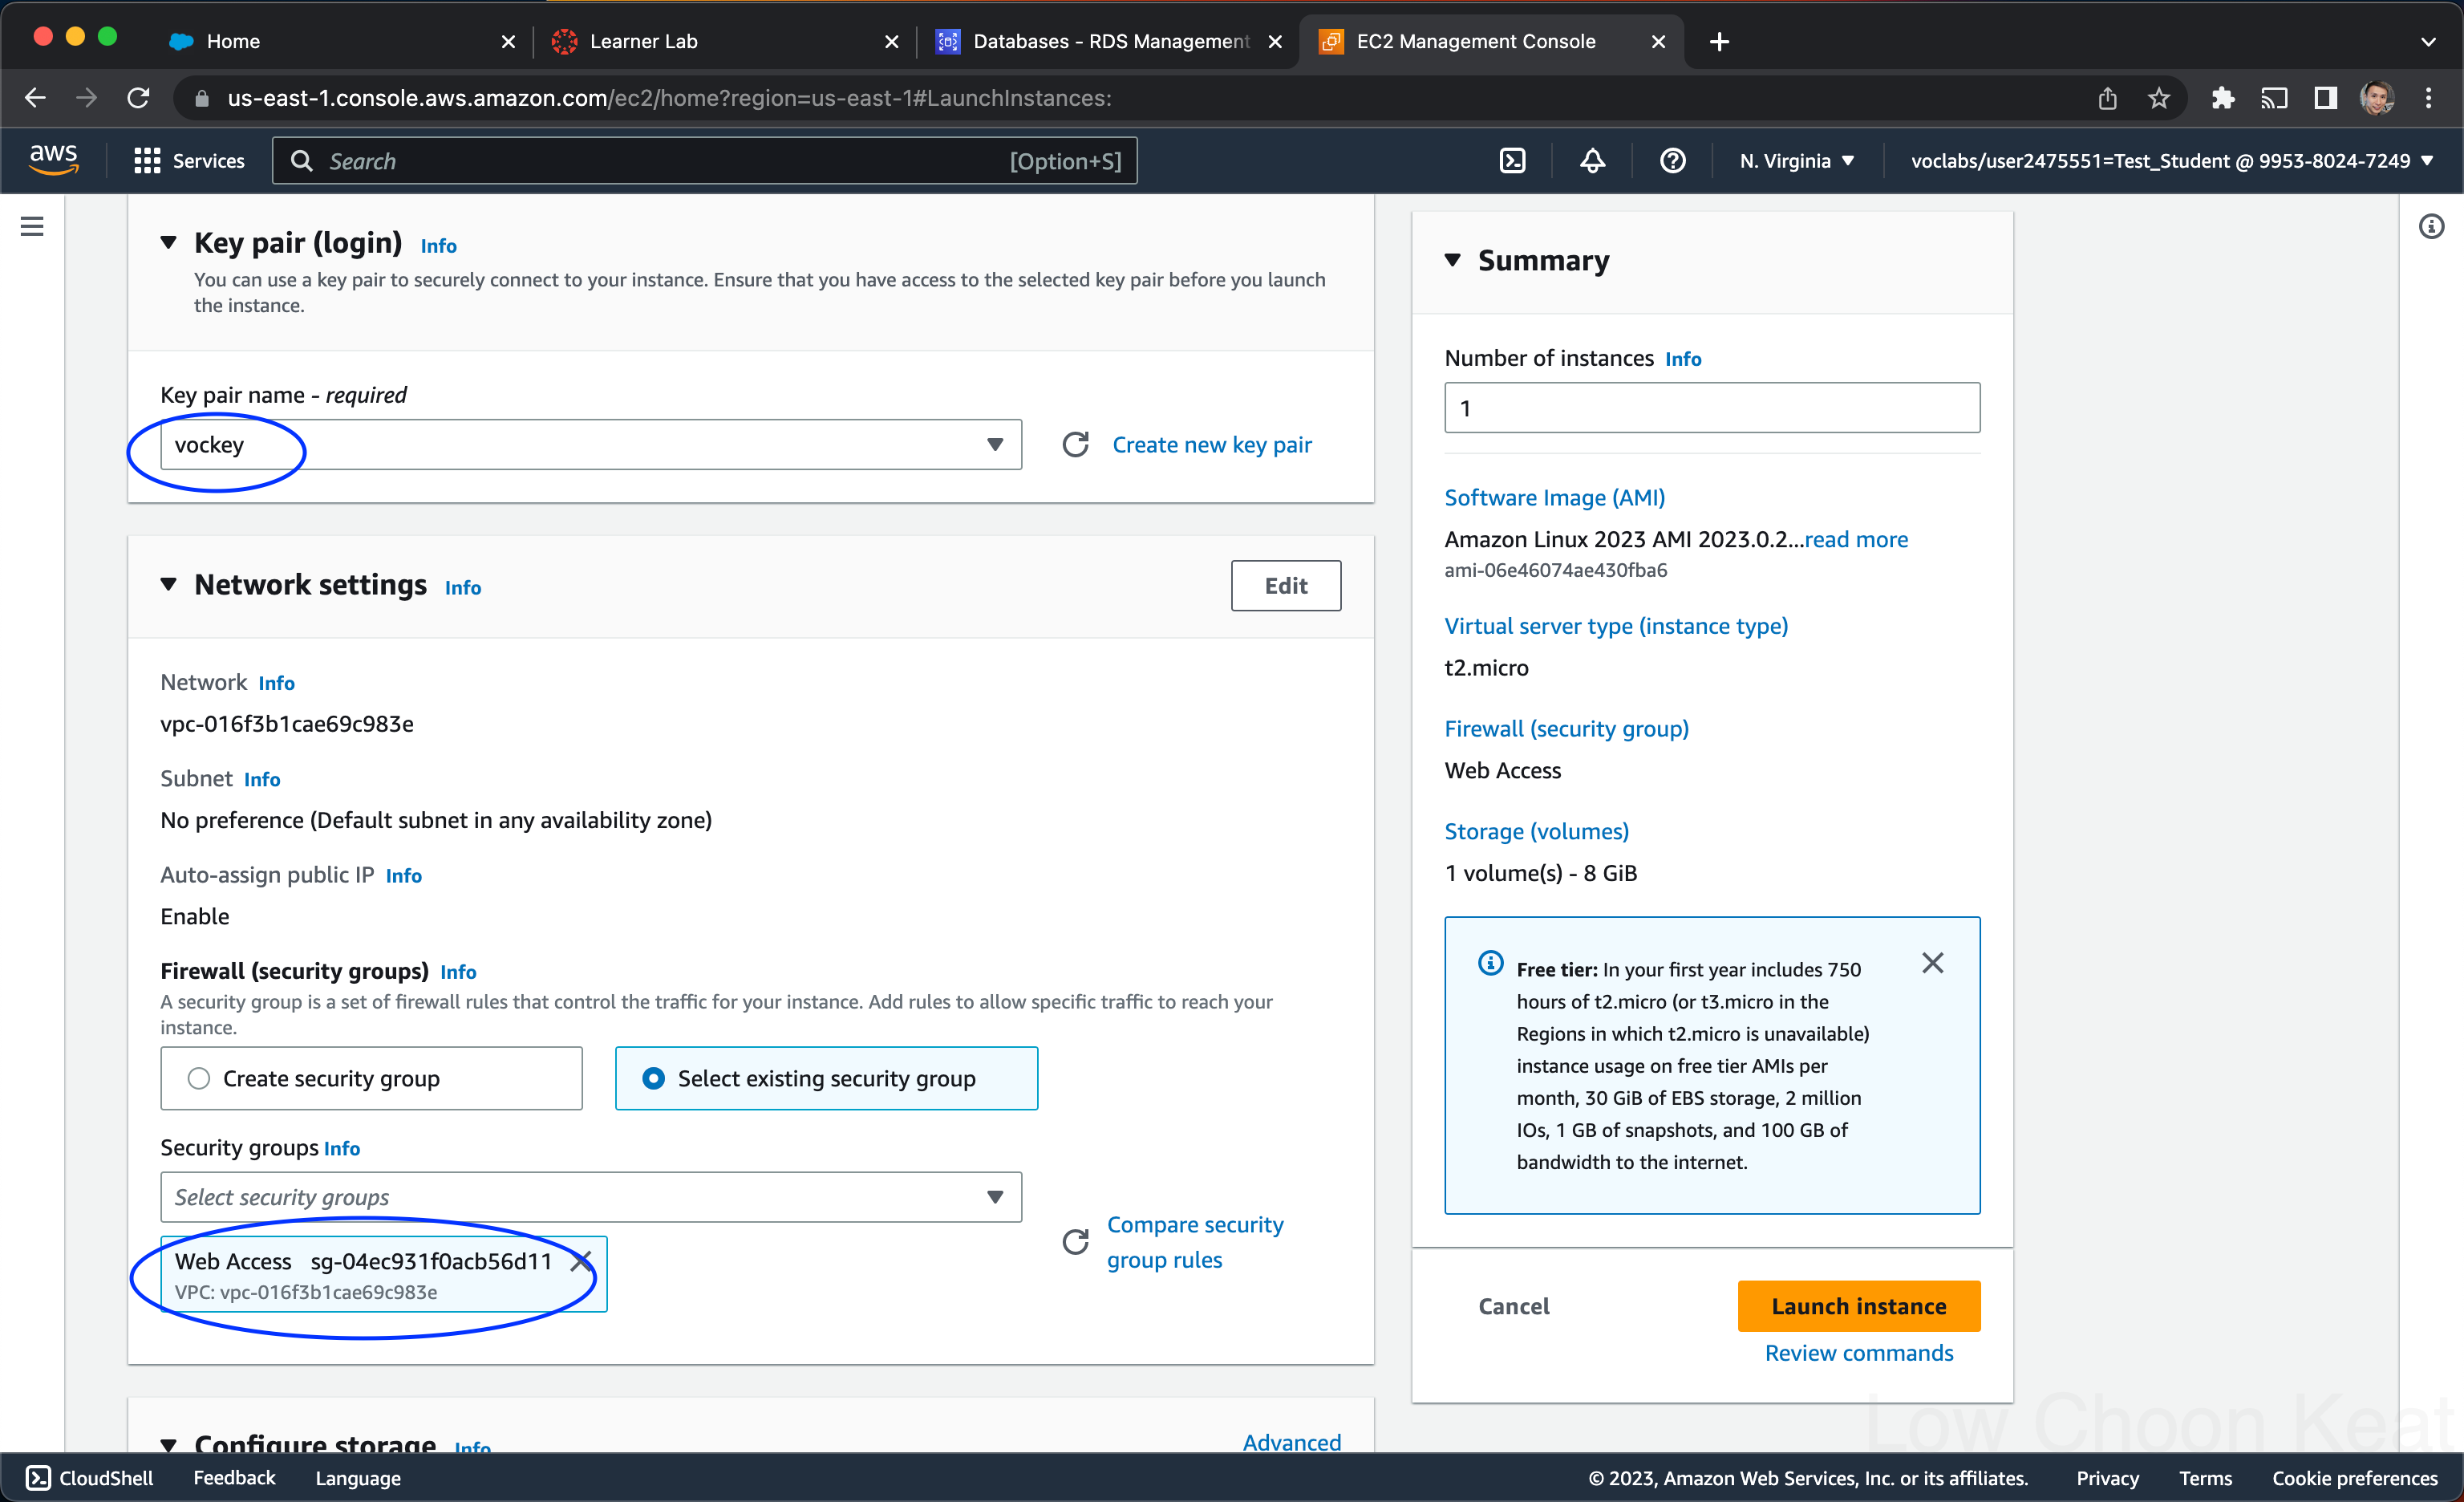 Home
Learner Lab
Databases - RDS Management
EC2 Management Console
us-east-1.console.aws.amazon.com/ec2/home?region=us-east-1#LaunchInstances:
aws
Services
Search
[Option+S]
N. Virginia
voclabs/user2475551=Test_Student @ 9953-8024-7249
Key pair (login) Info
You can use a key pair to securely connect to your instance. Ensure that you have access to the selected key pair before you launch
the instance.
Key pair name - required
vockey
Create new key pair
Network settings Info
Edit
Network Info
vpc-016f3b1cae69c983e
Subnet Info
No preference (Default subnet in any availability zone)
Auto-assign public IP Info
Enable
Firewall (security groups) Info
A security group is a set of firewall rules that control the traffic for your instance. Add rules to allow specific traffic to reach your
instance.
Create security group
Select existing security group
Security groups Info
Select security groups
Web Access sg-04ec931f0acb56d11
VPC: vpc-016f3b1cae69c983e
Compare security
group rules
Configure storage Info
Advanced
Summary
Number of instances Info
1
Software Image (AMI)
Amazon Linux 2023 AMI 2023.0.2...read more
ami-06e46074ae430fba6
Virtual server type (instance type)
t2.micro
Firewall (security group)
Web Access
Storage (volumes)
1 volume(s) - 8 GiB
Free tier: In your first year includes 750
hours of t2.micro (or t3.micro in the
Regions in which t2.micro is unavailable)
instance usage on free tier AMIs per
month, 30 GiB of EBS storage, 2 million
IOs, 1 GB of snapshots, and 100 GB of
bandwidth to the internet.
Cancel
Launch instance
Review commands
Low Choon Keat
CloudShell
Feedback
Language
© 2023, Amazon Web Services, Inc. or its affiliates.
Privacy
Terms
Cookie preferences